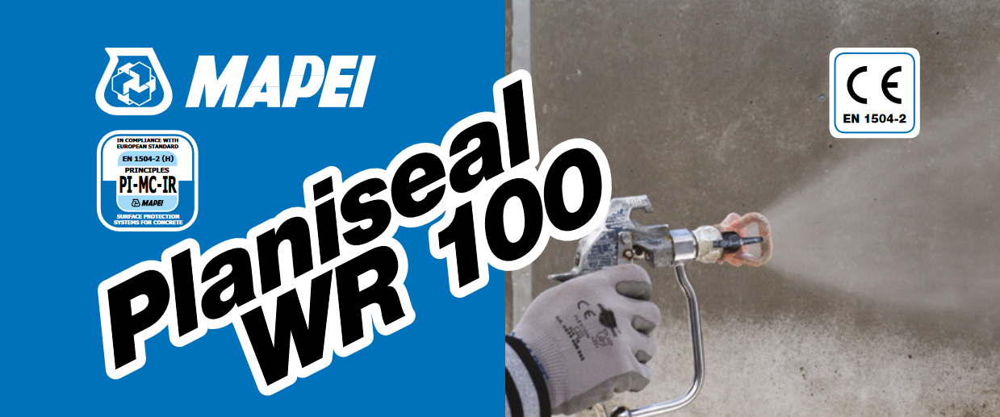 MAPEI
IN COMPLIANCE WITH
EUROPEAN STANDARD
EN 1504-2 (H)
PRINCIPLES
PI-MC-IR
MAPEI
SURFACE PROTECTION
SYSTEMS FOR CONCRETE
Planiseal
WR 100
CE
EN 1504-2
CE